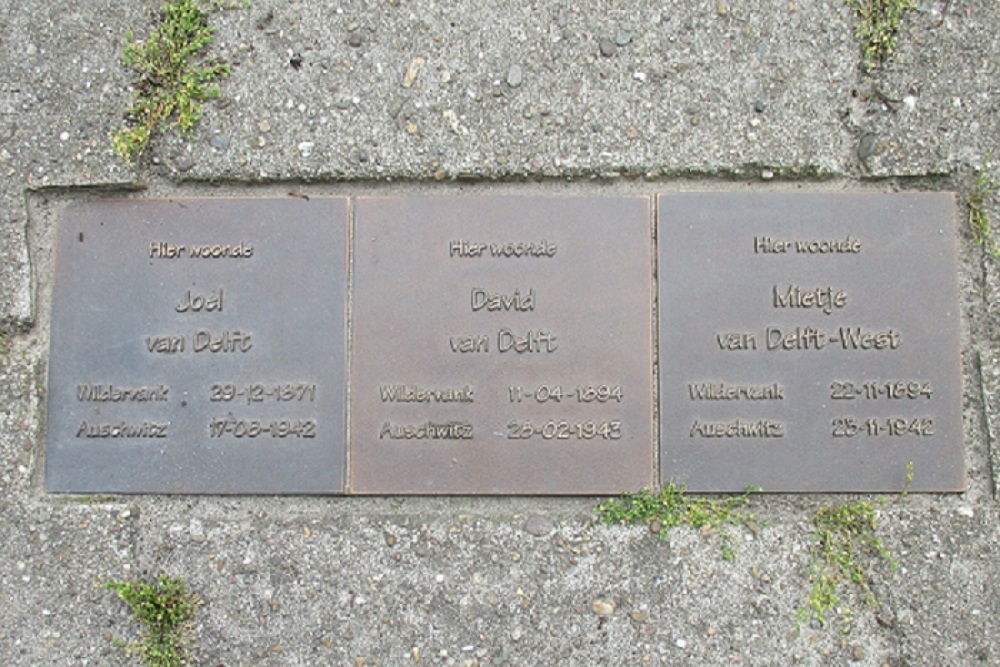 Hier woonde
Joël
van Delft
Wildervank 29-12-1871
Auschwitz 17-08-1942
Hier woonde
David
van Delft
Wildervank 11-04-1894
Auschwitz 28-02-1943
Hier woonde
Mietje
van Delft-West
Wildervank 22-11-1894
Auschwitz 23-11-1942